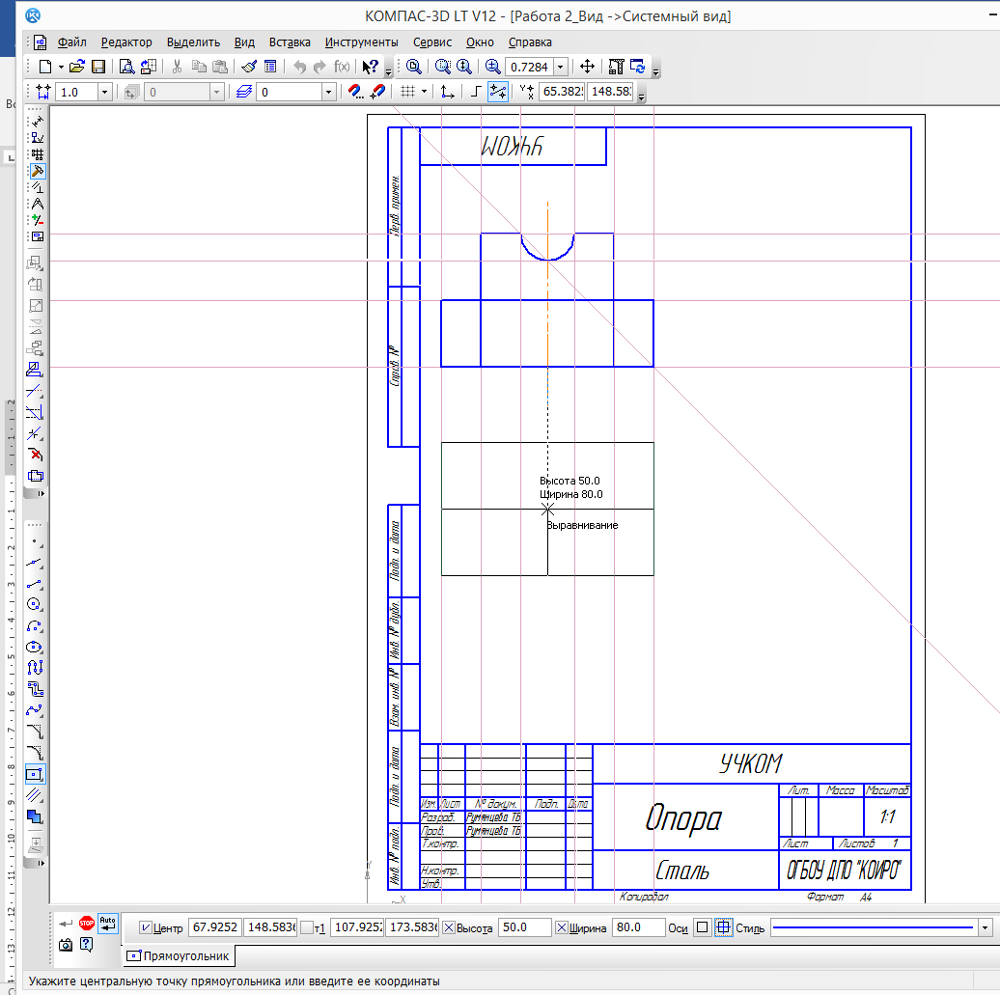 КОМПАС-3D LT V12 - [Работа 2_Вид ->Системный вид]
Файл Редактор Выделить Вид Вставка Инструменты Сервис Окно Справка
f(x) 0.7284
1.0 0 0 65.382 148.58
УЧКОМ
Перв. примен.
Справ. №
Высота 50.0
Ширина 80.0
Выравнивание
Подп. и дата
Инв. № дубл.
Взам. инв. №
Подп. и дата
Инв. № подл.
УЧКОМ
Лит. Масса Масштаб
Изм. Лист № докум. Подп. Дата
Разраб. Румянцева ТБ
Пров. Румянцева ТБ
Т.контр.
Опора
1:1
Лист Листов 1
Н.контр.
Утв.
Сталь
ОГБОУ ДПО "КОИРО"
Копировал Формат A4
Y
X
STOP Auto
Центр 67.9252 148.5836 т1 107.9252 173.5836 Высота 50.0 Ширина 80.0 Оси Стиль
Прямоугольник
Укажите центральную точку прямоугольника или введите ее координаты